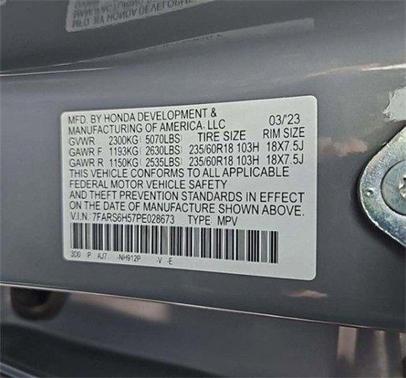 MFD. BY HONDA DEVELOPMENT & 03/23
MANUFACTURING OF AMERICA, LLC
GVWR 2300KG 5070LBS TIRE SIZE RIM SIZE
GAWR F 1193KG 2630LBS 235/60R18 103H 18X7.5J
GAWR R 1150KG 2535LBS 235/60R18 103H 18X7.5J
THIS VEHICLE CONFORMS TO ALL APPLICABLE
FEDERAL MOTOR VEHICLE SAFETY
AND THEFT PREVENTION STANDARDS IN EFFECT
ON THE DATE OF MANUFACTURE SHOWN ABOVE.
V.I.N.: 7FARS6H57PE028673 TYPE: MPV
NH912P